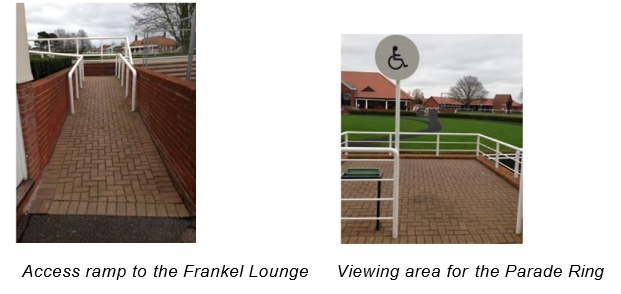 Access ramp to the Frankel Lounge
Viewing area for the Parade Ring